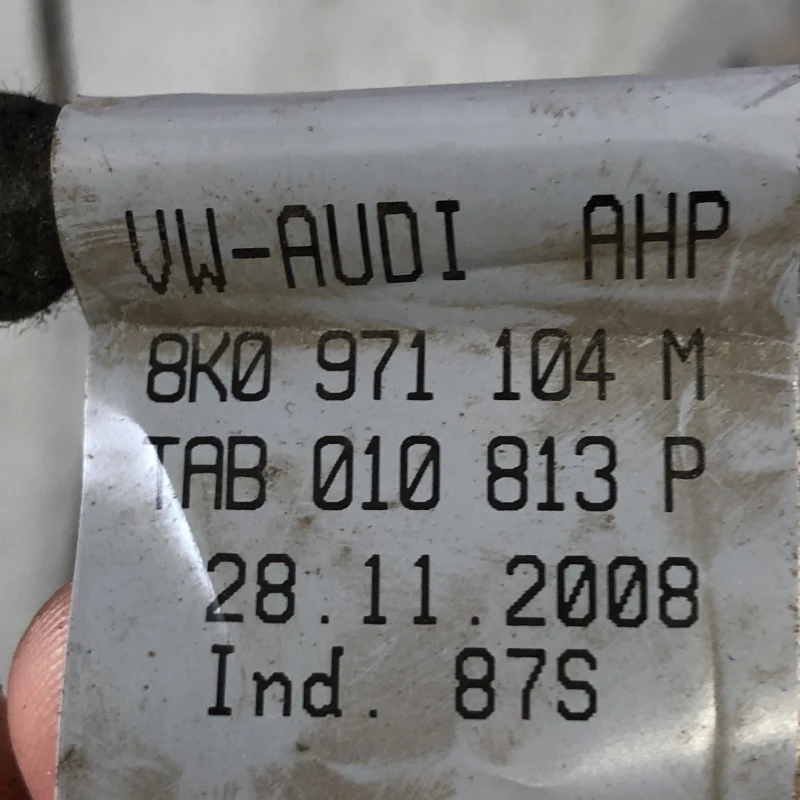 VW-AUDI AHP
8K0 971 104 M
TAB 010 813 P
28.11.2008
Ind. 87S